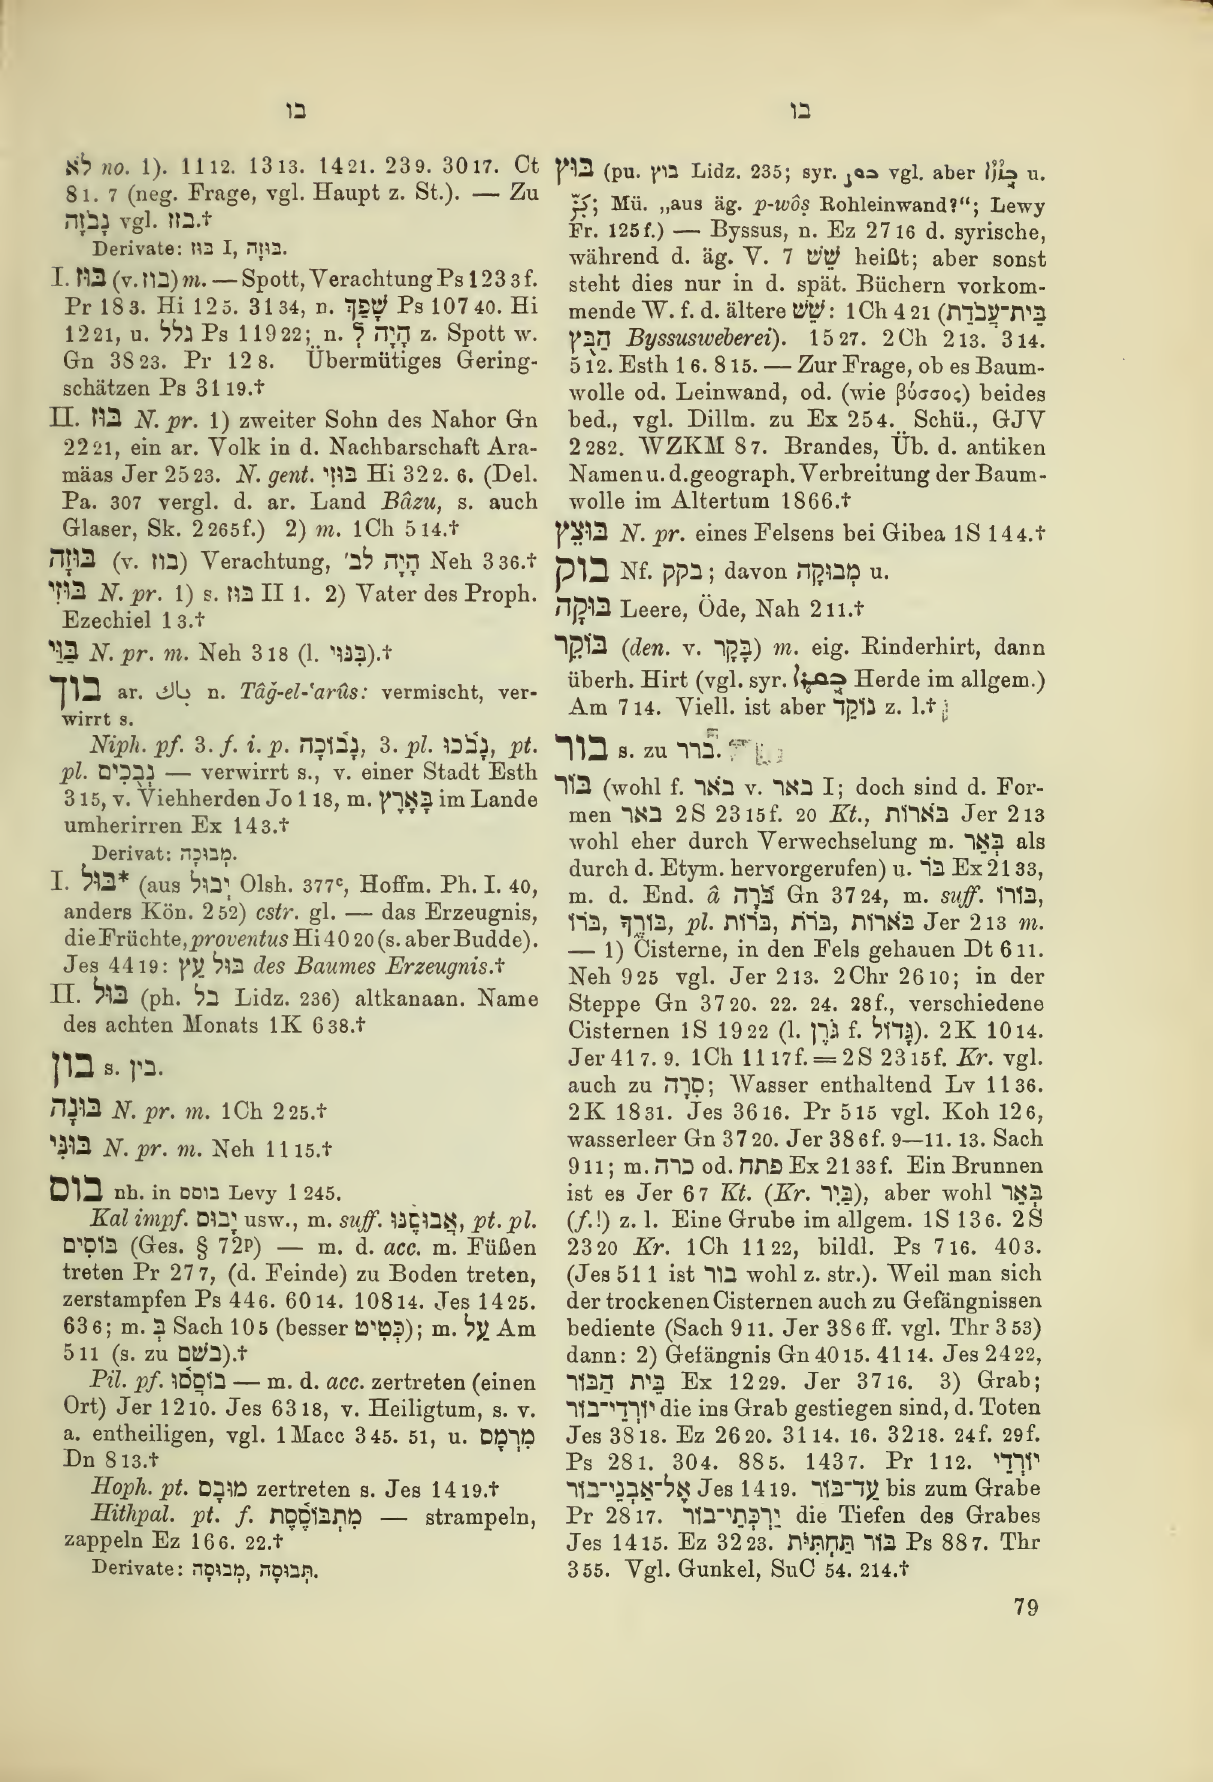 בו
בו
לֹא no. 1). 11 12. 13 13. 14 21. 23 9. 30 17. Ct
8 1. 7 (neg. Frage, vgl. Haupt z. St.). — Zu
נִבְזֶה vgl. בזז.†
Derivate: בּוּז I, בּוּזָה.
I. בּוּז (v. בוז) m. — Spott, Verachtung Ps 123 3 f.
Pr 18 3. Hi 12 5. 31 34, n. שָׁפַךְ Ps 107 40. Hi
12 21, u. גלל Ps 119 22; n. הָיָה לְ z. Spott w.
Gn 38 23. Pr 12 8. Übermütiges Gering-
schätzen Ps 31 19.†
II. בּוּז N. pr. 1) zweiter Sohn des Nahor Gn
22 21, ein ar. Volk in d. Nachbarschaft Ara-
mäas Jer 25 23. N. gent. בּוּזִי Hi 32 2. 6. (Del.
Pa. 307 vergl. d. ar. Land Bâzu, s. auch
Glaser, Sk. 2 265 f.) 2) m. 1Ch 5 14.†
בּוּזָה (v. בוז) Verachtung, הָיָה לב׳ Neh 3 36.†
בּוּזִי N. pr. 1) s. בּוּז II 1. 2) Vater des Proph.
Ezechiel 1 3.†
בַּוַּי N. pr. m. Neh 3 18 (l. בִּנּוּי).†
בוך ar. باك n. Tâǧ-el-ʿarûs: vermischt, ver-
wirrt s.
Niph. pf. 3. f. i. p. נָבוֹכָה, 3. pl. נָבֹכוּ, pt.
pl. נְבֻכִים — verwirrt s., v. einer Stadt Esth
3 15, v. Viehherden Jo 1 18, m. בָּאָרֶץ im Lande
umherirren Ex 14 3.†
Derivat: מְבוּכָה.
I. בּוּל* (aus יְבוּל Olsh. 377c, Hoffm. Ph. I. 40,
anders Kön. 2 52) cstr. gl. — das Erzeugnis,
die Früchte, proventus Hi 40 20 (s. aber Budde).
Jes 44 19: בּוּל עֵץ des Baumes Erzeugnis.†
II. בּוּל (ph. בל Lidz. 236) altkanaan. Name
des achten Monats 1K 6 38.†
בון s. בין.
בּוּנָה N. pr. m. 1Ch 2 25.†
בּוּנִּי N. pr. m. Neh 11 15.†
בוס nh. in בוסס Levy 1 245.
Kal impf. יָבוּס usw., m. suff. אֲבוּסֶנּוּ, pt. pl.
בּוֹסִים (Ges. § 72p) — m. d. acc. m. Füßen
treten Pr 27 7, (d. Feinde) zu Boden treten,
zerstampfen Ps 44 6. 60 14. 108 14. Jes 14 25.
63 6; m. בְּ Sach 10 5 (besser כְּטִיט); m. עַל Am
5 11 (s. zu בשׁם).†
Pil. pf. בּוֹסְסוּ — m. d. acc. zertreten (einen
Ort) Jer 12 10. Jes 63 18, v. Heiligtum, s. v.
a. entheiligen, vgl. 1Macc 3 45. 51, u. מִרְמָס
Dn 8 13.†
Hoph. pt. מוּבָס zertreten s. Jes 14 19.†
Hithpal. pt. f. מִתְבּוֹסֶסֶת — strampeln,
zappeln Ez 16 6. 22.†
Derivate: תְּבוּסָה, מְבוּסָה.
בּוּץ (pu. בוץ Lidz. 235; syr. vgl. aber u.
Mü. „aus äg. p-wôṣ Rohleinwand?“; Lewy
Fr. 125 f.) — Byssus, n. Ez 27 16 d. syrische,
während d. äg. V. 7 שֵׁשׁ heißt; aber sonst
steht dies nur in d. spät. Büchern vorkom-
mende W. f. d. ältere שֵׁשׁ: 1Ch 4 21 (בֵּית־עֲבֹדַת
הַבֻּץ Byssusweberei). 15 27. 2Ch 2 13. 3 14.
5 12. Esth 1 6. 8 15. — Zur Frage, ob es Baum-
wolle od. Leinwand, od. (wie βύσσος) beides
bed., vgl. Dillm. zu Ex 25 4. Schü., GJV
2 282. WZKM 8 7. Brandes, Üb. d. antiken
Namen u. d. geograph. Verbreitung der Baum-
wolle im Altertum 1866.†
בּוֹצֵץ N. pr. eines Felsens bei Gibea 1S 14 4.†
בוק Nf. בקק; davon מְבוּקָה u.
בּוּקָה Leere, Öde, Nah 2 11.†
בּוֹקֵר (den. v. בָּקָר) m. eig. Rinderhirt, dann
überh. Hirt (vgl. syr. Herde im allgem.)
Am 7 14. Viell. ist aber נוֹקֵד z. l.†
בור s. zu ברר.
בּוֹר (wohl f. בֹּאר v. באר I; doch sind d. For-
men באר 2S 23 15 f. 20 Kt., בֹּארוֹת Jer 2 13
wohl eher durch Verwechselung m. בְּאֵר als
durch d. Etym. hervorgerufen) u. בֹּר Ex 21 33,
m. d. End. â בֹּרָה Gn 37 24, m. suff. בּוֹרוֹ,
בּוֹרְךָ, בּוֹרוֹ, pl. בֹּרוֹת, בֹּרֹת, בֹּארוֹת Jer 2 13 m.
— 1) Cisterne, in den Fels gehauen Dt 6 11.
Neh 9 25 vgl. Jer 2 13. 2Chr 26 10; in der
Steppe Gn 37 20. 22. 24. 28 f., verschiedene
Cisternen 1S 19 22 (l. גֹּרֶן f. גָּדוֹל). 2K 10 14.
Jer 41 7. 9. 1Ch 11 17 f. = 2S 23 15 f. Kr. vgl.
auch zu סִרָה; Wasser enthaltend Lv 11 36.
2K 18 31. Jes 36 16. Pr 5 15 vgl. Koh 12 6,
wasserleer Gn 37 20. Jer 38 6 f. 9—11. 13. Sach
9 11; m. כרה od. פתח Ex 21 33 f. Ein Brunnen
ist es Jer 6 7 Kt. (Kr. בַּיִר), aber wohl בְּאֵר
(f.!) z. l. Eine Grube im allgem. 1S 13 6. 2S
23 20 Kr. 1Ch 11 22, bildl. Ps 7 16. 40 3.
(Jes 51 1 ist בור wohl z. str.). Weil man sich
der trockenen Cisternen auch zu Gefängnissen
bediente (Sach 9 11. Jer 38 6 ff. vgl. Thr 3 53)
dann: 2) Gefängnis Gn 40 15. 41 14. Jes 24 22,
בֵּית הַבּוֹר Ex 12 29. Jer 37 16. 3) Grab;
יוֹרְדֵי־בוֹר die ins Grab gestiegen sind, d. Toten
Jes 38 18. Ez 26 20. 31 14. 16. 32 18. 24 f. 29 f.
Ps 28 1. 30 4. 88 5. 143 7. Pr 1 12. יוֹרְדֵי
אֶל־אַבְנֵי־בוֹר Jes 14 19. עַד־בּוֹר bis zum Grabe
Pr 28 17. יַרְכְּתֵי־בוֹר die Tiefen des Grabes
Jes 14 15. Ez 32 23. בּוֹר תַּחְתִּיּוֹת Ps 88 7. Thr
3 55. Vgl. Gunkel, SuC 54. 214.†
79